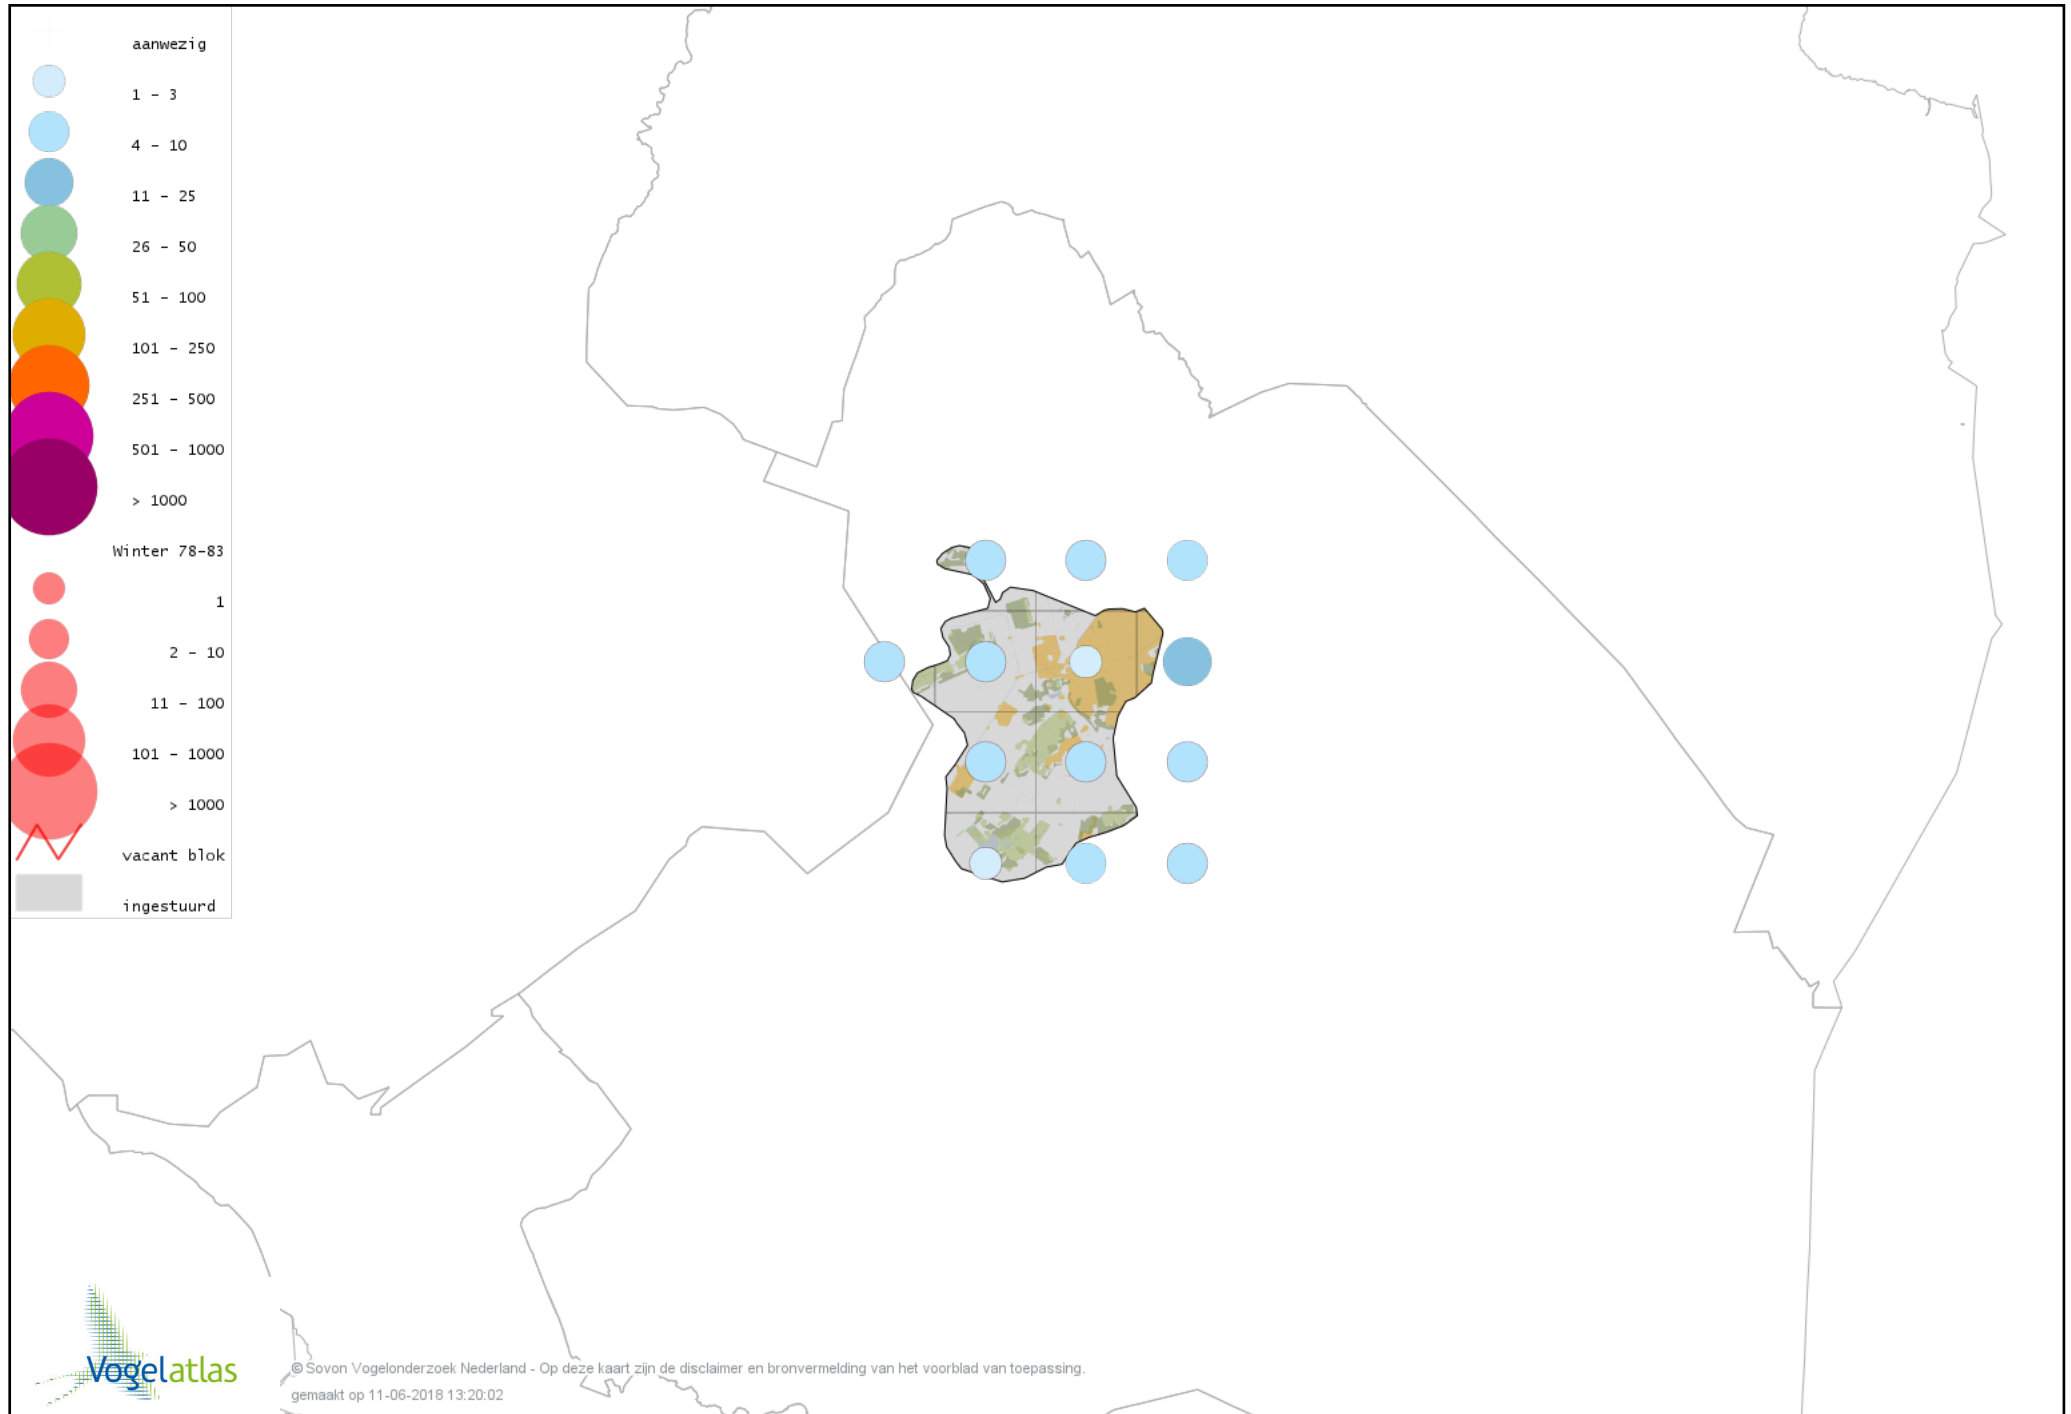 aanwezig
1 - 3
4 - 10
11 - 25
26 - 50
51 - 100
101 - 250
251 - 500
501 - 1000
> 1000
Winter 78-83
1
2 - 10
11 - 100
101 - 1000
> 1000
vacant blok
ingestuurd
Vogelatlas
© Sovon Vogelonderzoek Nederland - Op deze kaart zijn de disclaimer en bronvermelding van het voorblad van toepassing.
gemaakt op 11-06-2018 13:20:02